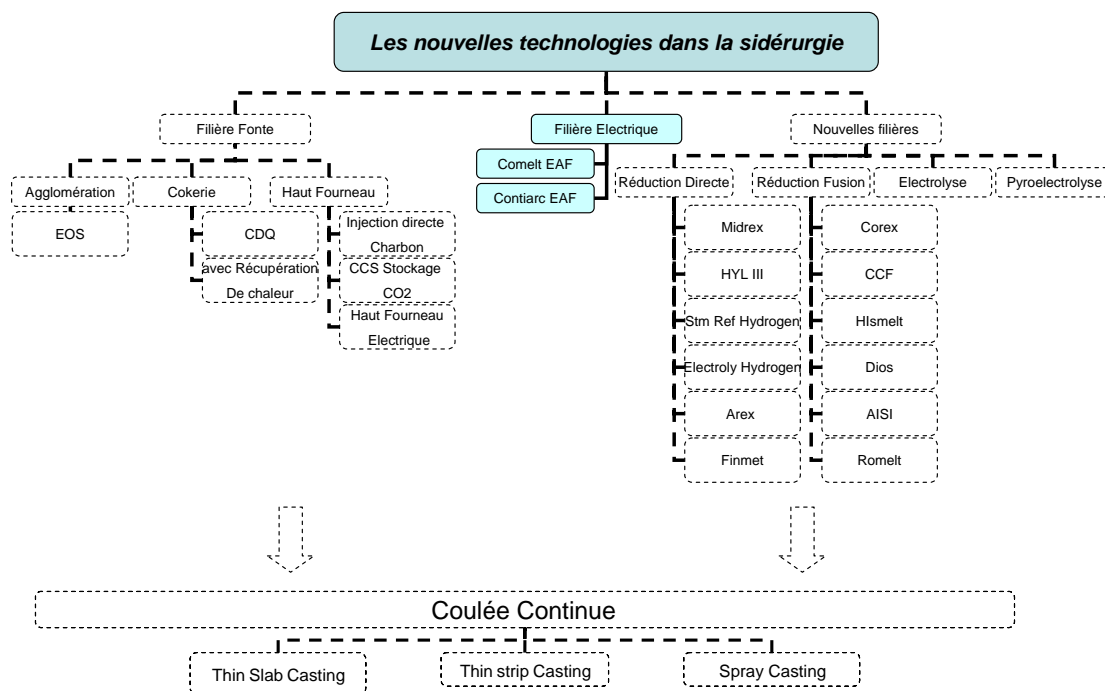 Les nouvelles technologies dans la sidérurgie
Filière Fonte
Filière Electrique
Nouvelles filières
Comelt EAF
Contiarc EAF
Agglomération
Cokerie
Haut Fourneau
Réduction Directe
Réduction Fusion
Electrolyse
Pyroelectrolyse
EOS
CDQ
avec Récupération
De chaleur
Injection directe
Charbon
CCS Stockage
CO2
Haut Fourneau
Electrique
Midrex
HYL III
Stm Ref Hydrogen
Electroly Hydrogen
Arex
Finmet
Corex
CCF
HIsmelt
Dios
AISI
Romelt
Coulée Continue
Thin Slab Casting
Thin strip Casting
Spray Casting